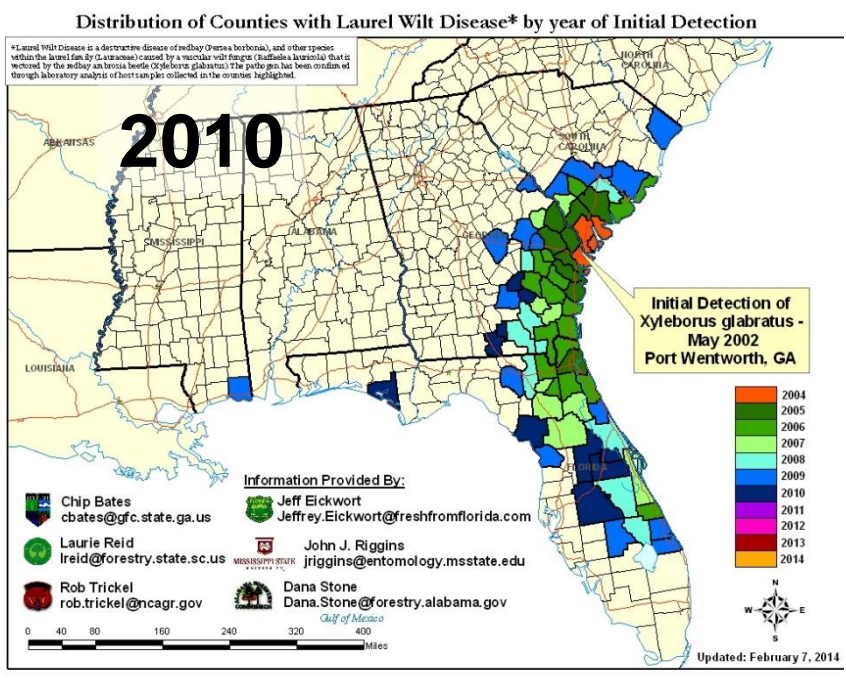 Distribution of Counties with Laurel Wilt Disease* by year of Initial Detection
*Laurel Wilt Disease is a destructive disease of redbay (Persea borbonia), and other species
within the laurel family (Lauraceae) caused by a vascular wilt fungus (Raffaelea lauricola) that is
vectored by the redbay ambrosia beetle (Xyleborus glabratus). The pathogen has been confirmed
through laboratory analysis of host samples collected in the counties highlighted.
2010
NORTH
CAROLINA
ARKANSAS
SOUTH
CAROLINA
MISSISSIPPI
ALABAMA
GEORGIA
Initial Detection of
Xyleborus glabratus -
May 2002
Port Wentworth, GA
LOUISIANA
FLORIDA
2004
2005
2006
2007
2008
2009
2010
2011
2012
2013
2014
Information Provided By:
Chip Bates
cbates@gfc.state.ga.us
Jeff Eickwort
Jeffrey.Eickwort@freshfromflorida.com
Laurie Reid
lreid@forestry.state.sc.us
MISSISSIPPI STATE
UNIVERSITY
John J. Riggins
jriggins@entomology.msstate.edu
Rob Trickel
rob.trickel@ncagr.gov
Dana Stone
Dana.Stone@forestry.alabama.gov
Gulf of Mexico
0 40 80 160 240 320 400
Miles
N
W E
S
Updated: February 7, 2014